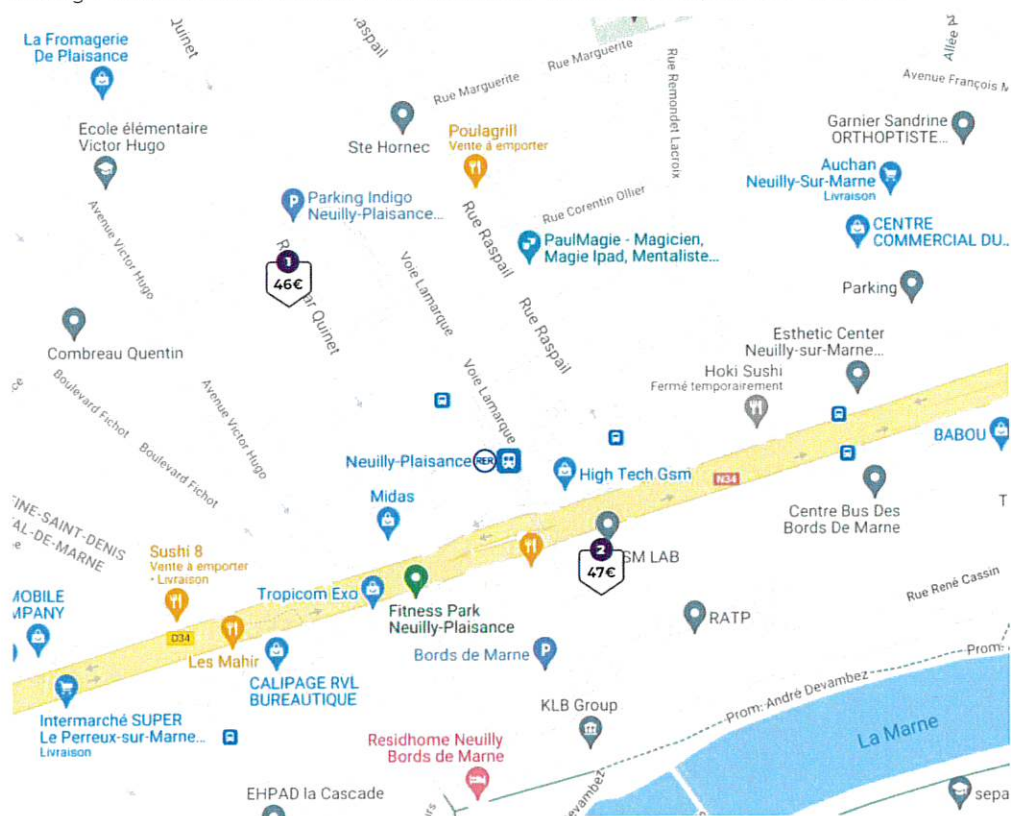 Quinet
Raspail
La Fromagerie
De Plaisance
Rue Marguerite
Rue Marguerite
Rue Remondet Lacroix
Avenue François M
Ecole élémentaire
Victor Hugo
Ste Hornec
Poulagrill
Vente à emporter
Garnier Sandrine
ORTHOPTISTE...
Auchan
Neuilly-Sur-Marne
Livraison
Parking Indigo
Neuilly-Plaisance...
Rue Corentin Ollier
Avenue Victor Hugo
Rue Raspail
CENTRE
COMMERCIAL DU...
PaulMagie - Magicien,
Magie Ipad, Mentaliste...
1
46€
ar Quinet
Voie Lamarque
Parking
Rue Raspail
Combreau Quentin
Esthetic Center
Neuilly-sur-Marne...
Hoki Sushi
Fermé temporairement
Boulevard Fichot
Avenue Victor Hugo
Voie Lamarque
Boulevard Fichot
BABOU
Neuilly-Plaisance
RER
High Tech Gsm
N34
Midas
Centre Bus Des
Bords De Marne
INE-SAINT-DENIS
AL-DE-MARNE
Sushi 8
Vente à emporter
• Livraison
2
47€
SM LAB
Tropicom Exo
Fitness Park
Neuilly-Plaisance
Rue René Cassin
MOBILE
MPANY
D34
RATP
Les Mahir
Bords de Marne
CALIPAGE RVL
BUREAUTIQUE
Prom.
Prom. André Devambez
KLB Group
Intermarché SUPER
Le Perreux-sur-Marne...
Livraison
La Marne
Residhome Neuilly
Bords de Marne
EHPAD la Cascade
evambez
sepa